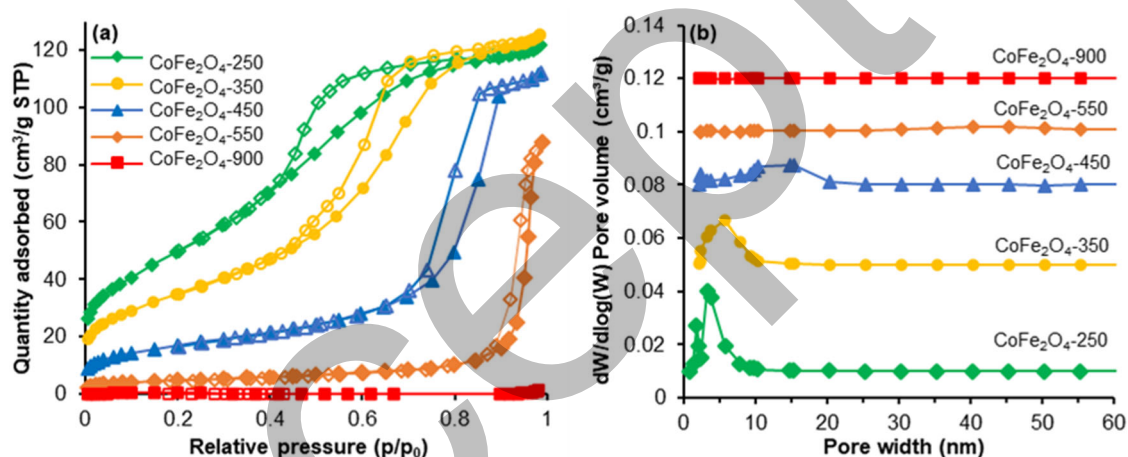 (a)
120
100
80
60
40
20
0
Quantity adsorbed (cm³/g STP)
CoFe₂O₄-250
CoFe₂O₄-350
CoFe₂O₄-450
CoFe₂O₄-550
CoFe₂O₄-900
0 0.2 0.4 0.6 0.8 1
Relative pressure (p/p₀)
(b)
0.14
0.12
0.1
0.08
0.06
0.04
0.02
0
dW/dlog(W) Pore volume (cm³/g)
CoFe₂O₄-900
CoFe₂O₄-550
CoFe₂O₄-450
CoFe₂O₄-350
CoFe₂O₄-250
0 10 20 30 40 50 60
Pore width (nm)
cept